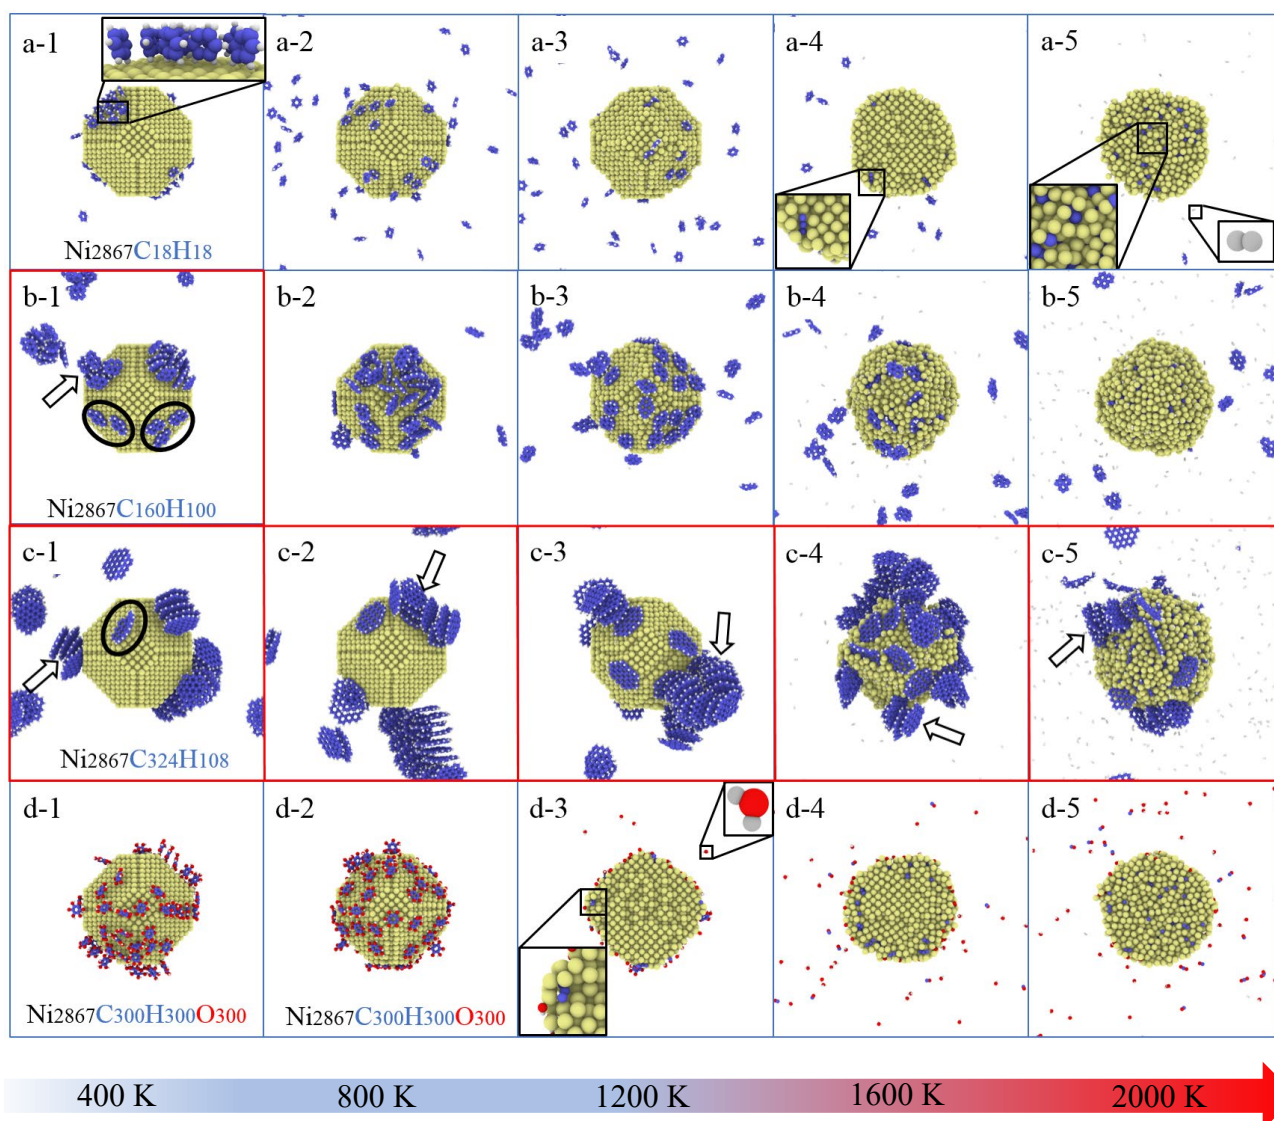 a-1 a-2 a-3 a-4 a-5
Ni2867C18H18
b-1 b-2 b-3 b-4 b-5
Ni2867C160H100
c-1 c-2 c-3 c-4 c-5
Ni2867C324H108
d-1 d-2 d-3 d-4 d-5
Ni2867C300H300O300 Ni2867C300H300O300
400 K 800 K 1200 K 1600 K 2000 K